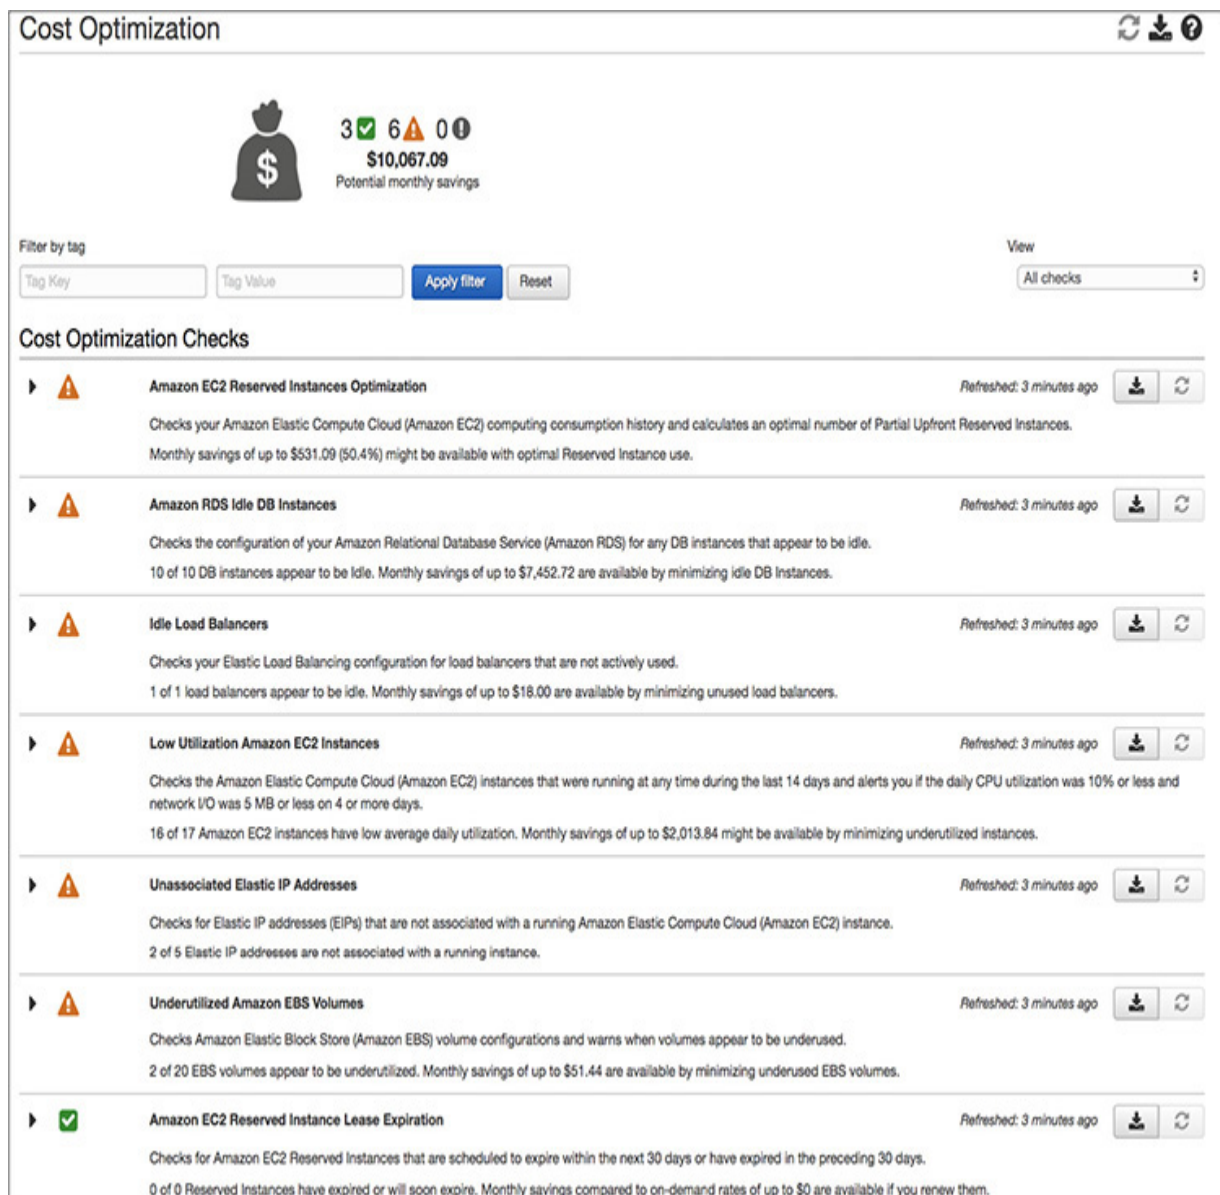 Cost Optimization
$
3 6 0
$10,067.09
Potential monthly savings
Filter by tag
View
Tag Key
Tag Value
Apply filter
Reset
All checks
Cost Optimization Checks
Amazon EC2 Reserved Instances Optimization
Refreshed: 3 minutes ago
Checks your Amazon Elastic Compute Cloud (Amazon EC2) computing consumption history and calculates an optimal number of Partial Upfront Reserved Instances.
Monthly savings of up to $531.09 (50.4%) might be available with optimal Reserved Instance use.
Amazon RDS Idle DB Instances
Refreshed: 3 minutes ago
Checks the configuration of your Amazon Relational Database Service (Amazon RDS) for any DB instances that appear to be idle.
10 of 10 DB instances appear to be Idle. Monthly savings of up to $7,452.72 are available by minimizing idle DB Instances.
Idle Load Balancers
Refreshed: 3 minutes ago
Checks your Elastic Load Balancing configuration for load balancers that are not actively used.
1 of 1 load balancers appear to be idle. Monthly savings of up to $18.00 are available by minimizing unused load balancers.
Low Utilization Amazon EC2 Instances
Refreshed: 3 minutes ago
Checks the Amazon Elastic Compute Cloud (Amazon EC2) instances that were running at any time during the last 14 days and alerts you if the daily CPU utilization was 10% or less and
network I/O was 5 MB or less on 4 or more days.
16 of 17 Amazon EC2 instances have low average daily utilization. Monthly savings of up to $2,013.84 might be available by minimizing underutilized instances.
Unassociated Elastic IP Addresses
Refreshed: 3 minutes ago
Checks for Elastic IP addresses (EIPs) that are not associated with a running Amazon Elastic Compute Cloud (Amazon EC2) instance.
2 of 5 Elastic IP addresses are not associated with a running instance.
Underutilized Amazon EBS Volumes
Refreshed: 3 minutes ago
Checks Amazon Elastic Block Store (Amazon EBS) volume configurations and warns when volumes appear to be underused.
2 of 20 EBS volumes appear to be underutilized. Monthly savings of up to $51.44 are available by minimizing underused EBS volumes.
Amazon EC2 Reserved Instance Lease Expiration
Refreshed: 3 minutes ago
Checks for Amazon EC2 Reserved Instances that are scheduled to expire within the next 30 days or have expired in the preceding 30 days.
0 of 0 Reserved Instances have expired or will soon expire. Monthly savings compared to on-demand rates of up to $0 are available if you renew them.